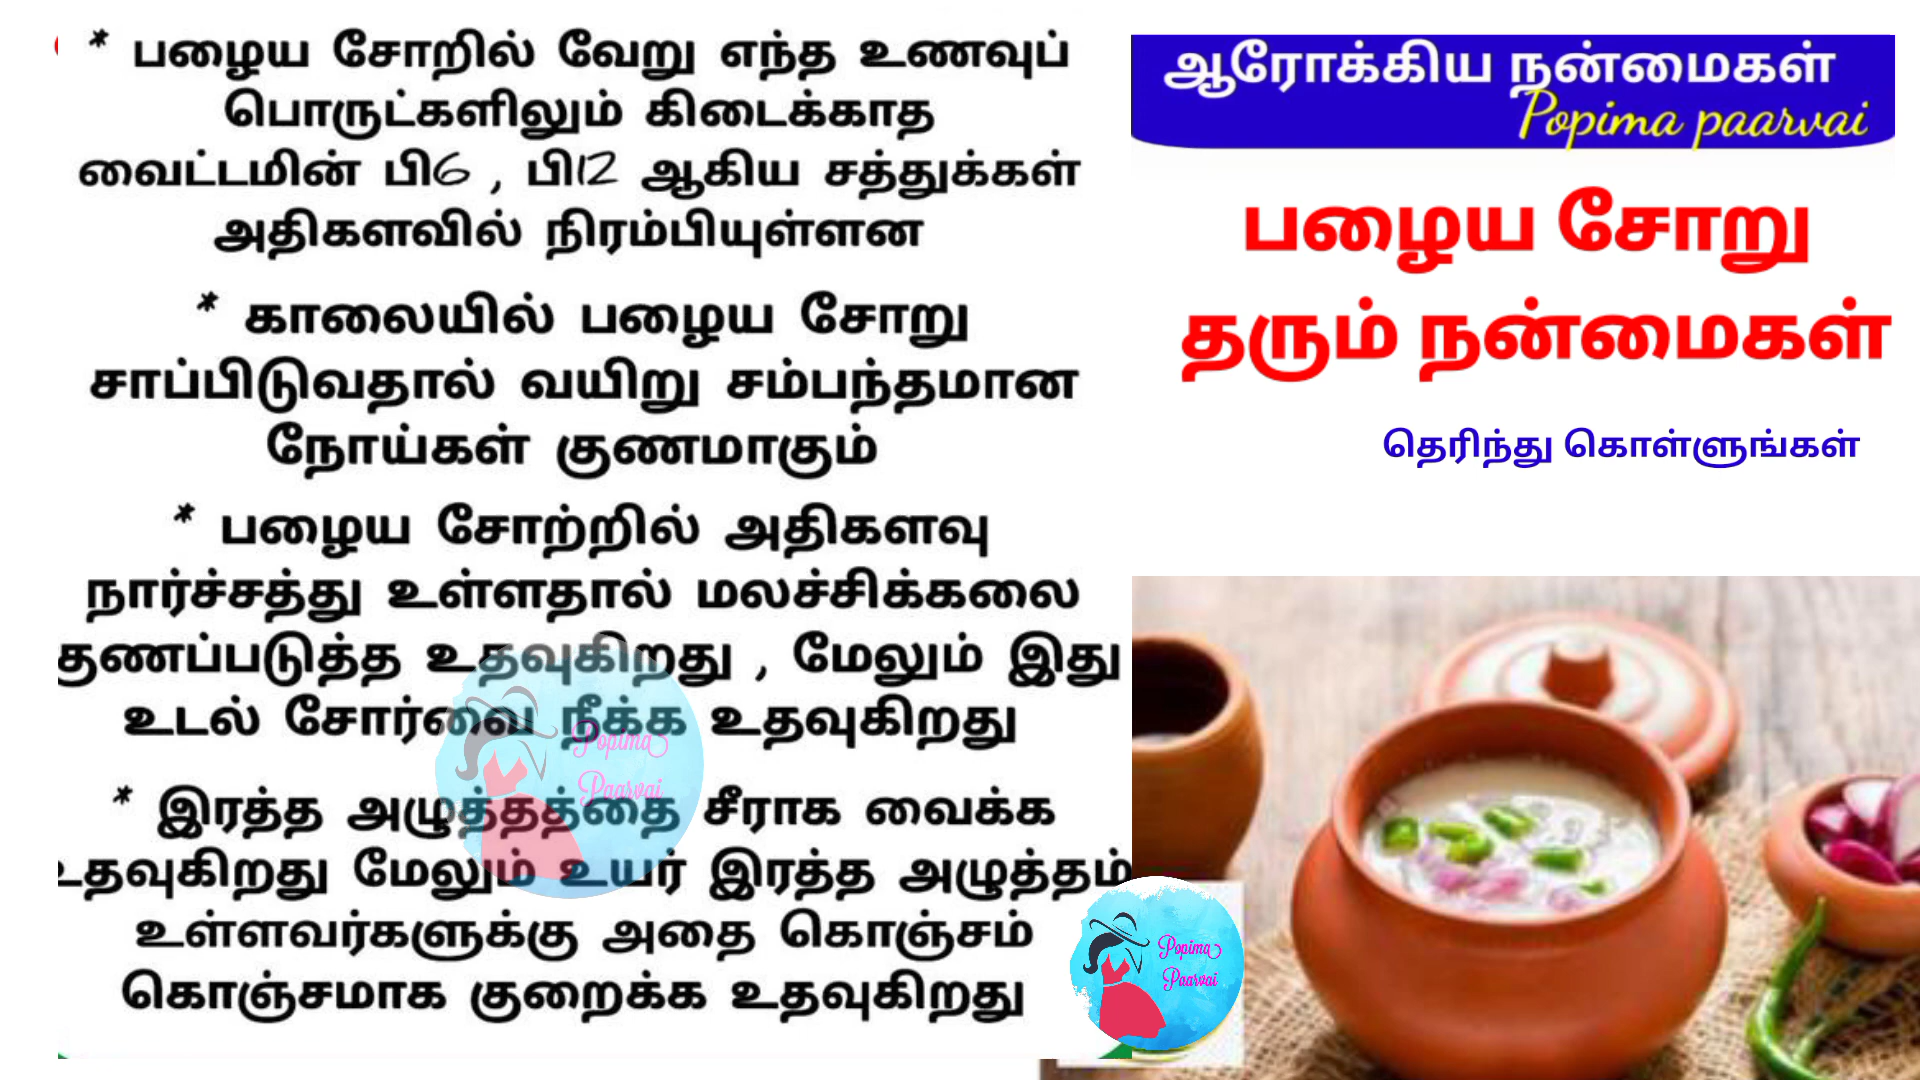 * பழைய சோறில் வேறு எந்த உணவுப்
பொருட்களிலும் கிடைக்காத
வைட்டமின் பி6 , பி12 ஆகிய சத்துக்கள்
அதிகளவில் நிரம்பியுள்ளன
* காலையில் பழைய சோறு
சாப்பிடுவதால் வயிறு சம்பந்தமான
நோய்கள் குணமாகும்
* பழைய சோற்றில் அதிகளவு
நார்ச்சத்து உள்ளதால் மலச்சிக்கலை
குணப்படுத்த உதவுகிறது , மேலும் இது
உடல் சோர்வை நீக்க உதவுகிறது
* இரத்த அழுத்தத்தை சீராக வைக்க
உதவுகிறது மேலும் உயர் இரத்த அழுத்தம்
உள்ளவர்களுக்கு அதை கொஞ்சம்
கொஞ்சமாக குறைக்க உதவுகிறது
Popima
Paarvai
ஆரோக்கிய நன்மைகள்
Popima paarvai
பழைய சோறு
தரும் நன்மைகள்
தெரிந்து கொள்ளுங்கள்
Popima
Paarvai